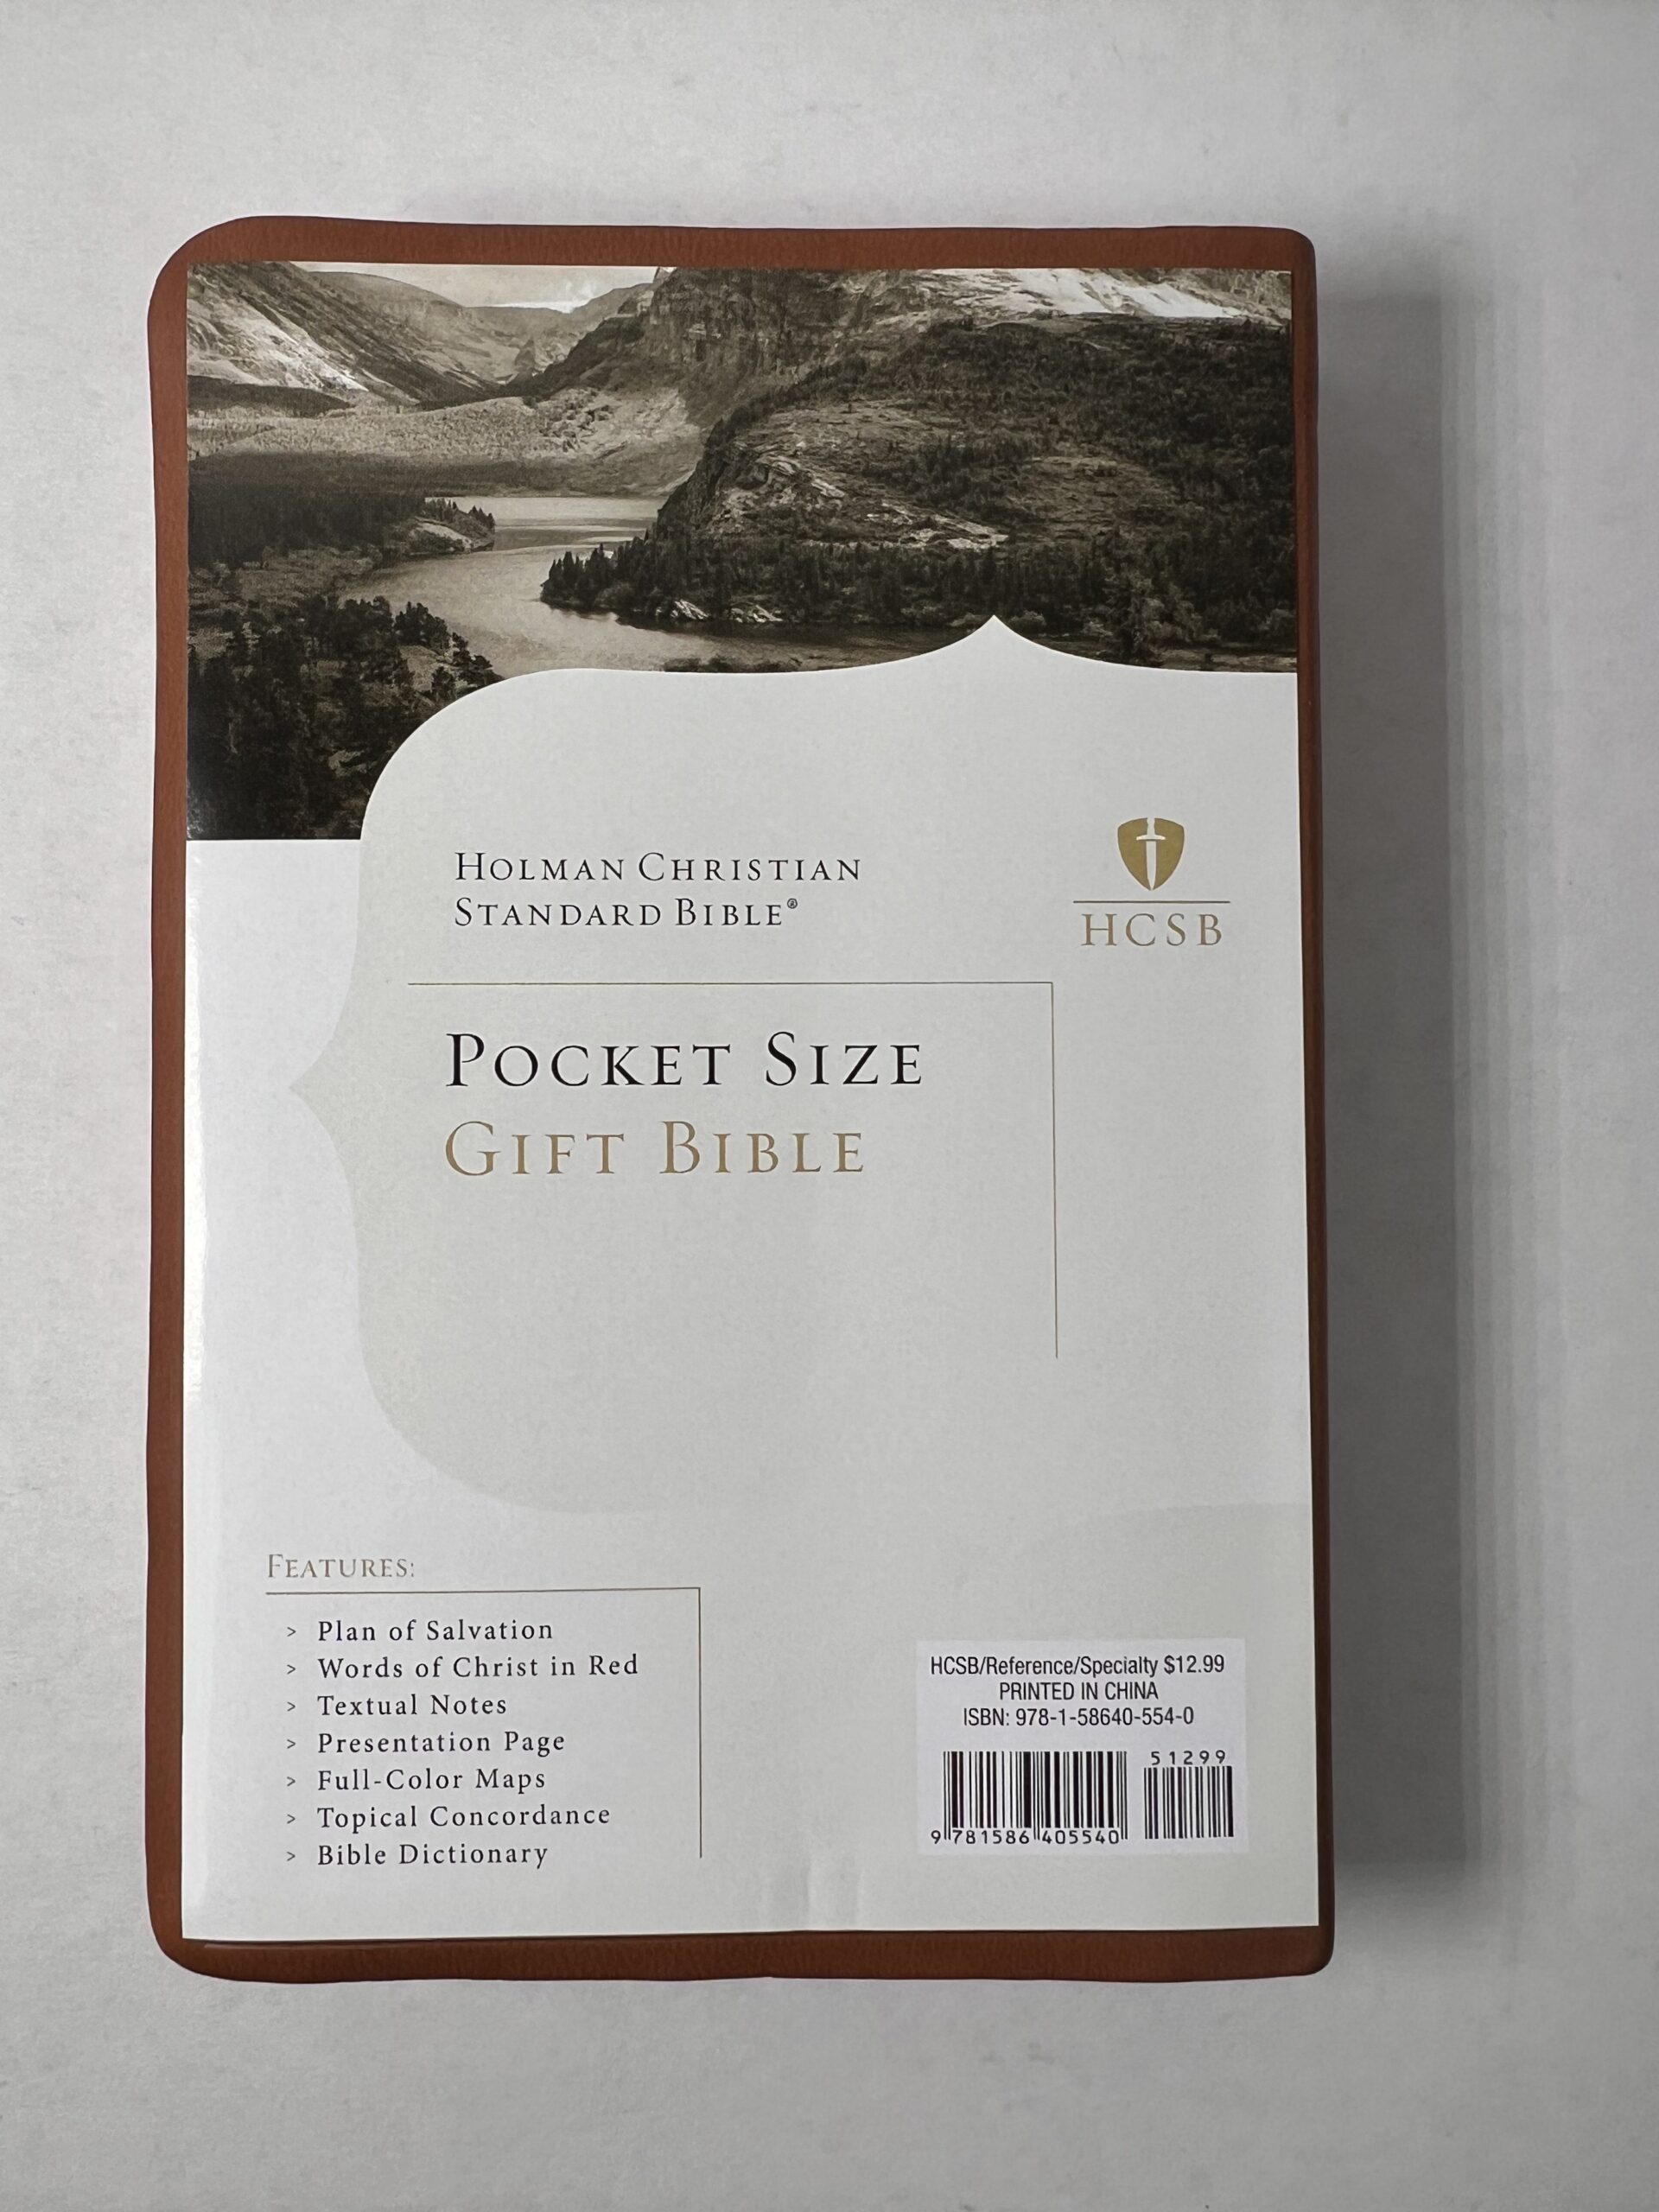 HOLMAN CHRISTIAN
STANDARD BIBLE®
HCSB
POCKET SIZE
GIFT BIBLE
FEATURES:
> Plan of Salvation
> Words of Christ in Red
> Textual Notes
> Presentation Page
> Full-Color Maps
> Topical Concordance
> Bible Dictionary
HCSB/Reference/Specialty $12.99
PRINTED IN CHINA
ISBN: 978-1-58640-554-0
51299
9 781586 405540